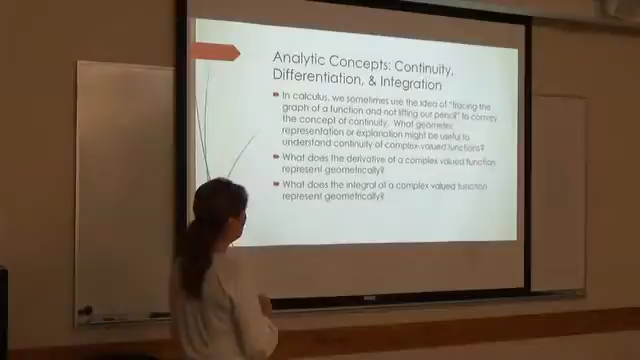 Analytic Concepts: Continuity,
Differentiation, & Integration
In calculus, we sometimes use the idea of "tracing the
graph of a function and not lifting our pencil" to convey
the concept of continuity. What geometric
representation or explanation might be useful to
understand continuity of complex-valued functions?
What does the derivative of a complex valued function
represent geometrically?
What does the integral of a complex valued function
represent geometrically?